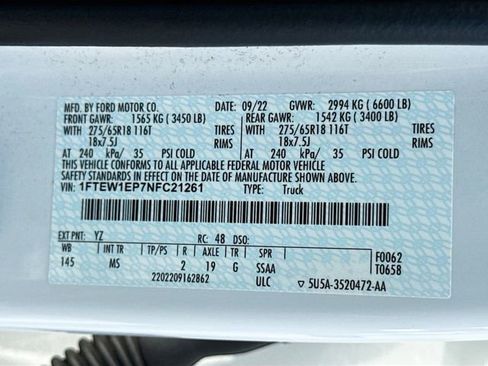 MFD. BY FORD MOTOR CO. 09/22 GVWR: 2994 KG ( 6600 LB)
FRONT GAWR: 1565 KG ( 3450 LB) REAR GAWR: 1542 KG ( 3400 LB)
275/65R18 116T TIRES 275/65R18 116T TIRES
18x7.5J RIMS 18x7.5J RIMS
AT 240 kPa/ 35 PSI COLD AT 240 kPa/ 35 PSI COLD
THIS VEHICLE CONFORMS TO ALL APPLICABLE FEDERAL MOTOR VEHICLE
SAFETY STANDARDS IN EFFECT ON THE DATE OF MANUFACTURE SHOWN ABOVE.
VIN: 1FTEW1EP7NFC21261 TYPE: Truck
EXT PNT: YZ RC: 48 DSO:
WB INT TR TP/PS R AXLE TR SPR F0062
145 MS 2 19 G SSAA T0658
2202209162862 ULC ▽ 5U5A-3520472-AA